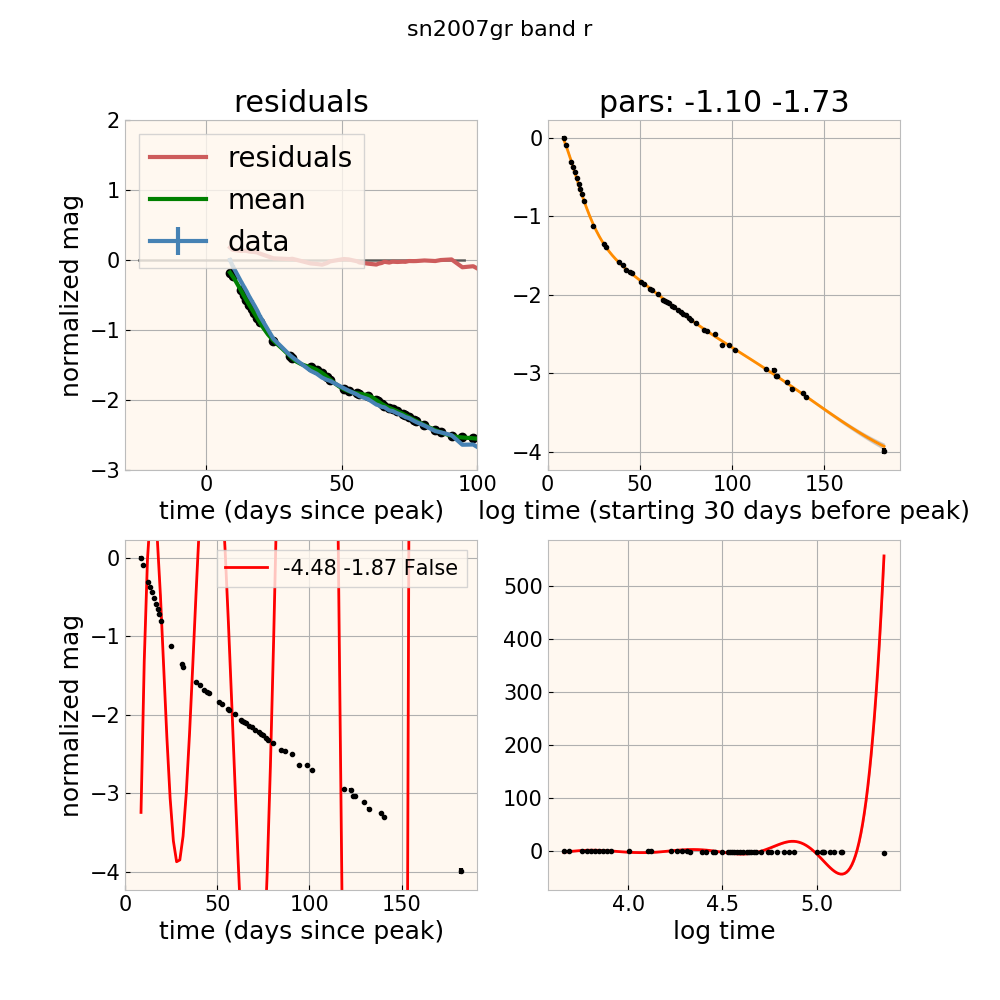 sn2007gr band r
residuals
pars: -1.10 -1.73
normalized mag
2
1
0
−1
−2
−3
residuals
mean
data
0
50
100
time (days since peak)
0
−1
−2
−3
−4
0
50
100
150
log time (starting 30 days before peak)
normalized mag
0
−1
−2
−3
−4
-4.48 -1.87 False
0
50
100
150
time (days since peak)
500
400
300
200
100
0
4.0
4.5
5.0
log time